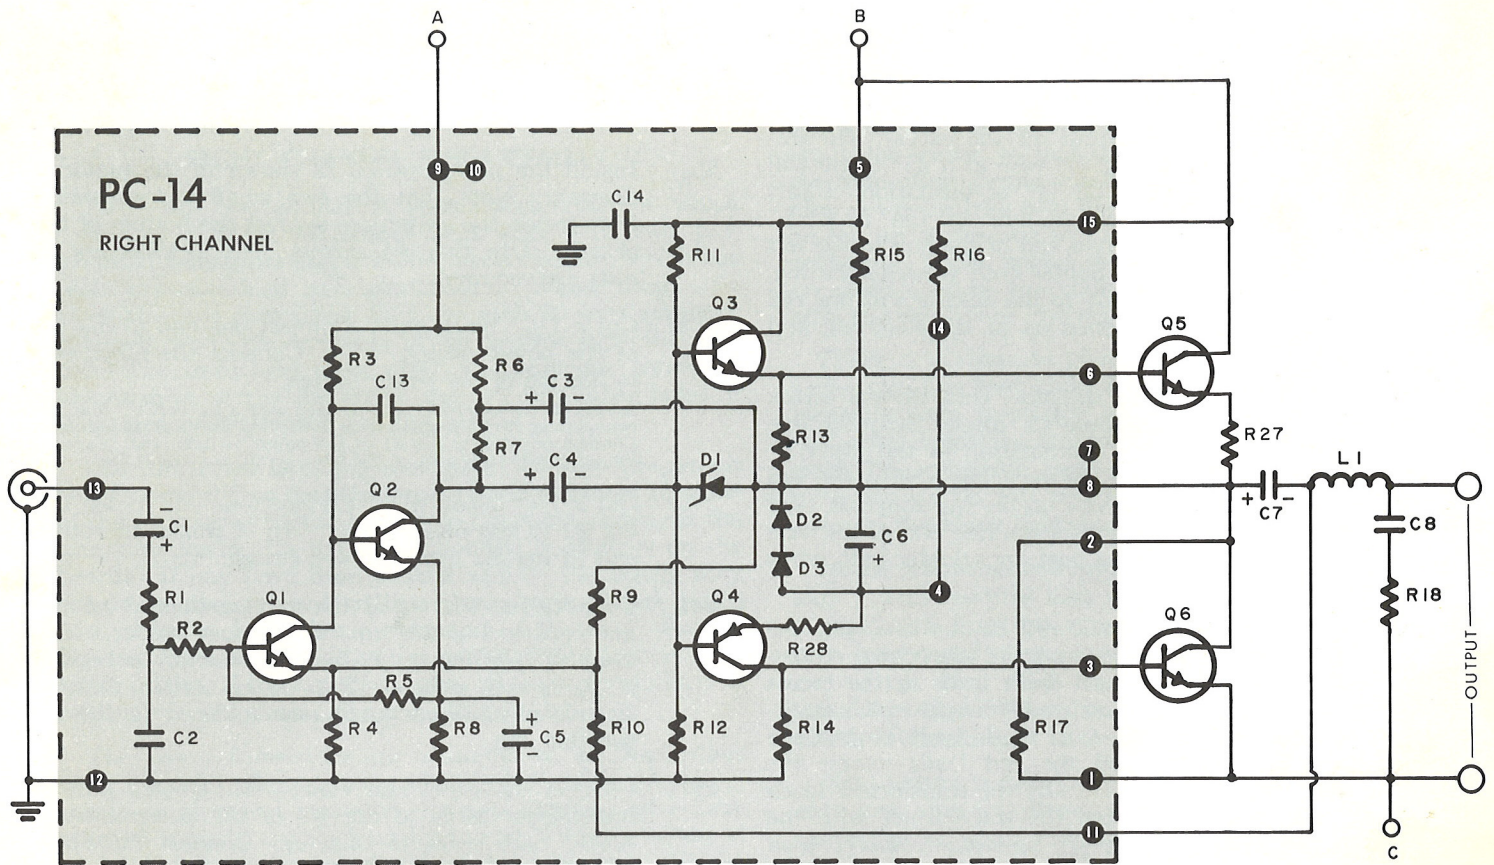 A B
9 10 5
PC-14
RIGHT CHANNEL
C14
15
R11 R15 R16
Q3
14 Q5
R3 R6
C13 + C3 - 6
R7 R13 R27
7
+ C4 - D1 L1
13 Q2 8
- C1 + D2 C6 + + C7 - C8
2
D3
4
R1 R9 R18
Q1 Q4 Q6
R2 R28
3
R5
C2 R4 R8 + C5 - R10 R12 R14 R17
OUTPUT
12 1
11
C